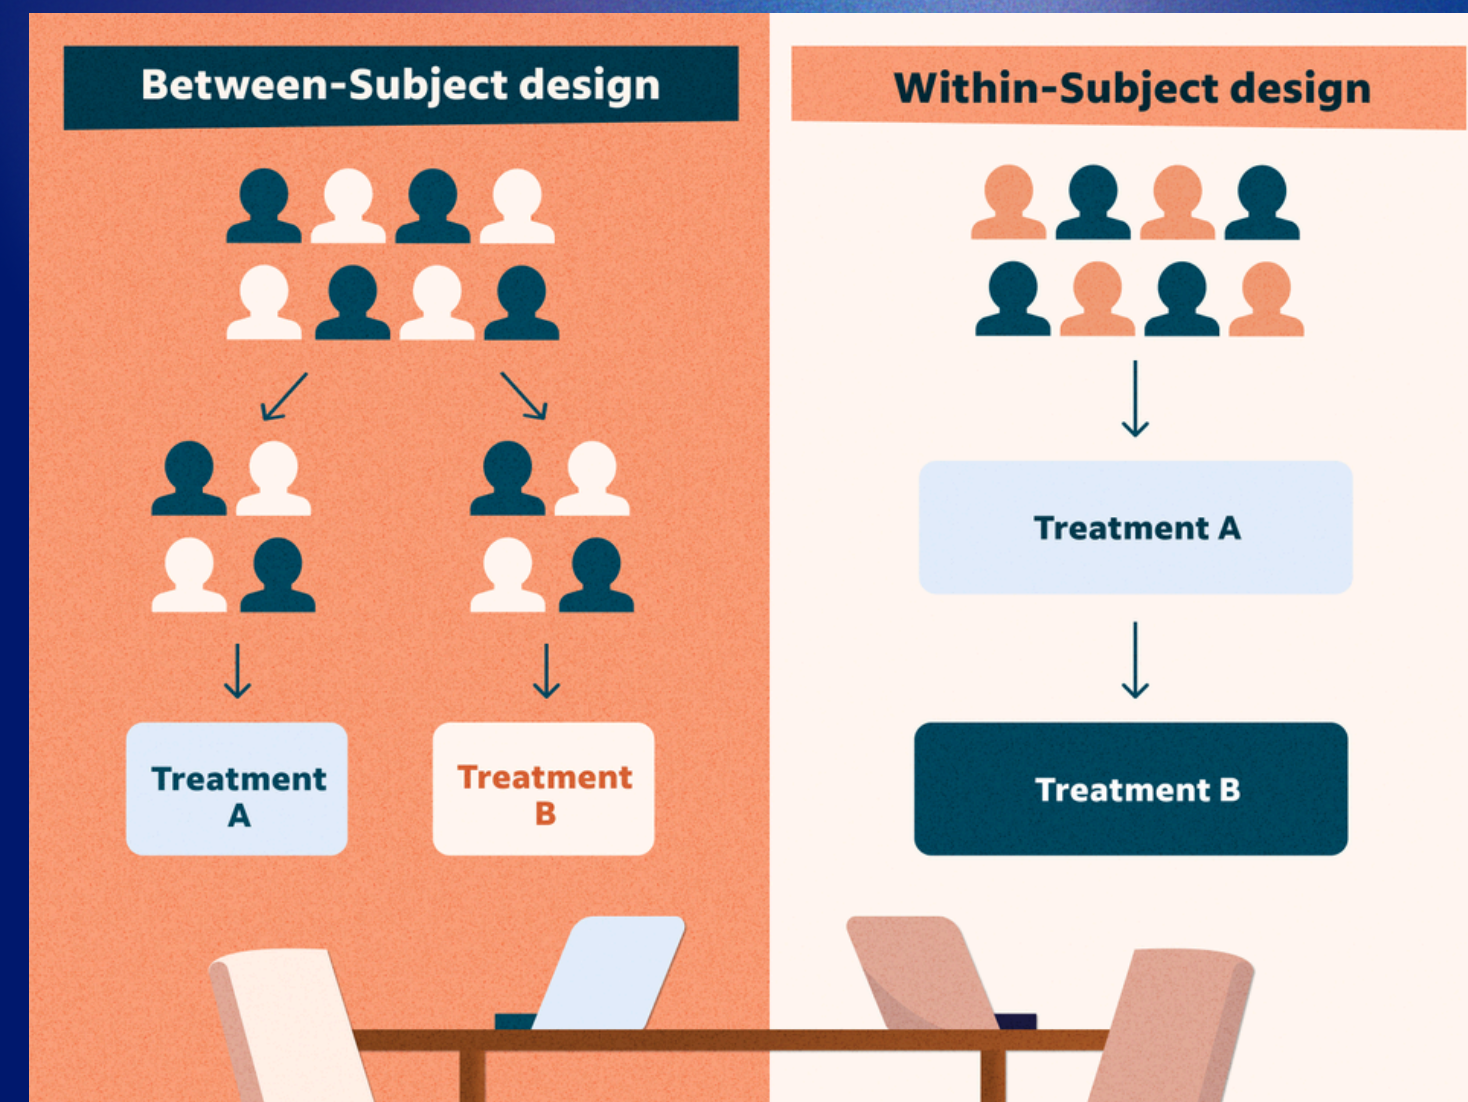 Between-Subject design
Treatment
A
Treatment
B
Within-Subject design
Treatment A
Treatment B